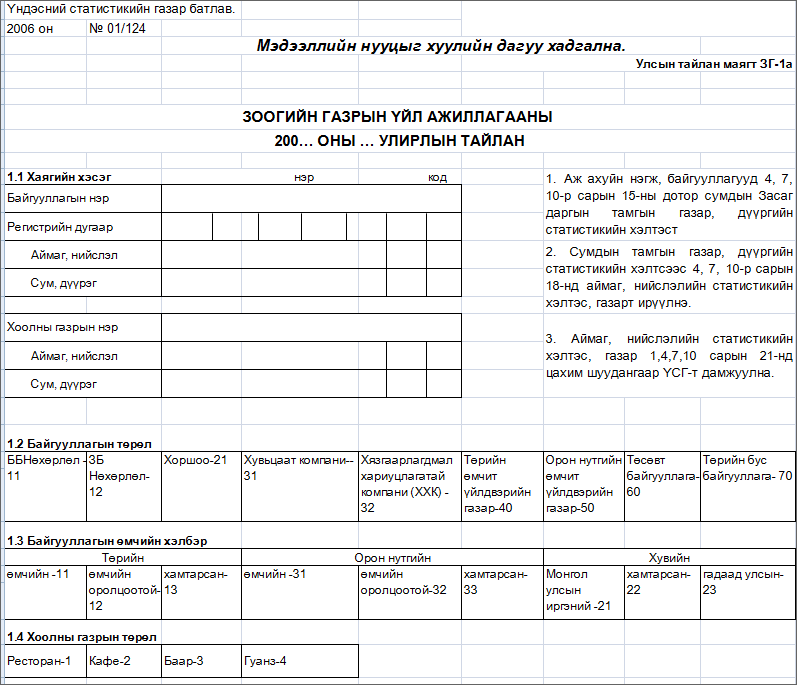 Үндэсний статистикийн газар батлав.
2006 он № 01/124
Мэдээллийн нууцыг хуулийн дагуу хадгална.
Улсын тайлан маягт ЗГ-1а
ЗООГИЙН ГАЗРЫН ҮЙЛ АЖИЛЛАГААНЫ
200… ОНЫ … УЛИРЛЫН ТАЙЛАН
1.1 Хаягийн хэсэг нэр код
Байгууллагын нэр
Регистрийн дугаар
Аймаг, нийслэл
Сум, дүүрэг
Хоолны газрын нэр
Аймаг, нийслэл
Сум, дүүрэг
1. Аж ахуйн нэгж, байгууллагууд 4, 7,
10-р сарын 15-ны дотор сумдын Засаг
даргын тамгын газар, дүүргийн
статистикийн хэлтэст
2. Сумдын тамгын газар, дүүргийн
статистикийн хэлтсээс 4, 7, 10-р сарын
18-нд аймаг, нийслэлийн статистикийн
хэлтэс, газарт ирүүлнэ.
3. Аймаг, нийслэлийн статистикийн
хэлтэс, газар 1,4,7,10 сарын 21-нд
цахим шуудангаар ҮСГ-т дамжуулна.
1.2 Байгууллагын төрөл
ББНөхөрлөл -
11
ЗБ
Нөхөрлөл-
12
Хоршоо-21
Хувьцаат компани--
31
Хязгаарлагдмал
хариуцлагатай
компани (ХХК) -
32
Төрийн
өмчит
үйлдвэрийн
газар-40
Орон нутгийн
өмчит
үйлдвэрийн
газар-50
Төсөвт
байгууллага-
60
Төрийн бус
байгууллага- 70
1.3 Байгууллагын өмчийн хэлбэр
Төрийн Орон нутгийн Хувийн
өмчийн -11
өмчийн
оролцоотой-
12
хамтарсан-
13
өмчийн -31
өмчийн
оролцоотой-32
хамтарсан-
33
Монгол
улсын
иргэний -21
хамтарсан-
22
гадаад улсын-
23
1.4 Хоолны газрын төрөл
Ресторан-1 Кафе-2 Баар-3 Гуанз-4